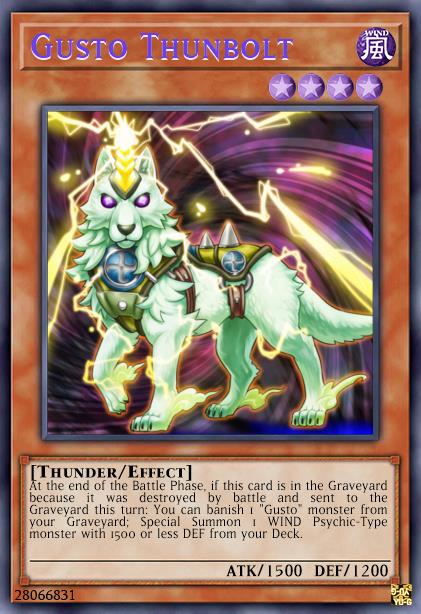 GUSTO THUNBOLT
WIND
風
[THUNDER/EFFECT]
At the end of the Battle Phase, if this card is in the Graveyard
because it was destroyed by battle and sent to the
Graveyard this turn: You can banish 1 "Gusto" monster from
your Graveyard; Special Summon 1 WIND Psychic-Type
monster with 1500 or less DEF from your Deck.
ATK/1500 DEF/1200
28066831